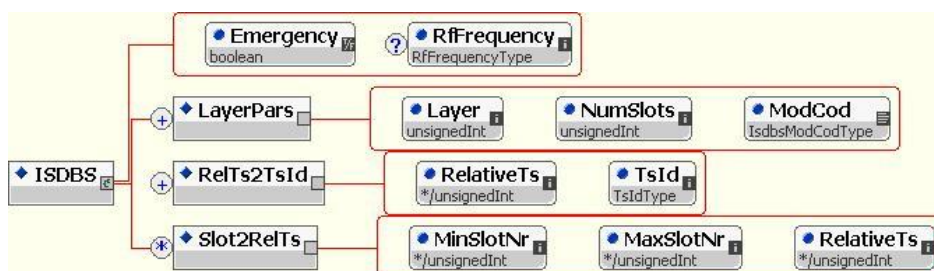 Emergency
boolean
? RfFrequency
RfFrequencyType
+ LayerPars
Layer
unsignedInt
NumSlots
unsignedInt
ModCod
IsdbsModCodType
ISDBS
+ RelTs2TsId
RelativeTs
*/unsignedInt
TsId
TsIdType
* Slot2RelTs
MinSlotNr
*/unsignedInt
MaxSlotNr
*/unsignedInt
RelativeTs
*/unsignedInt